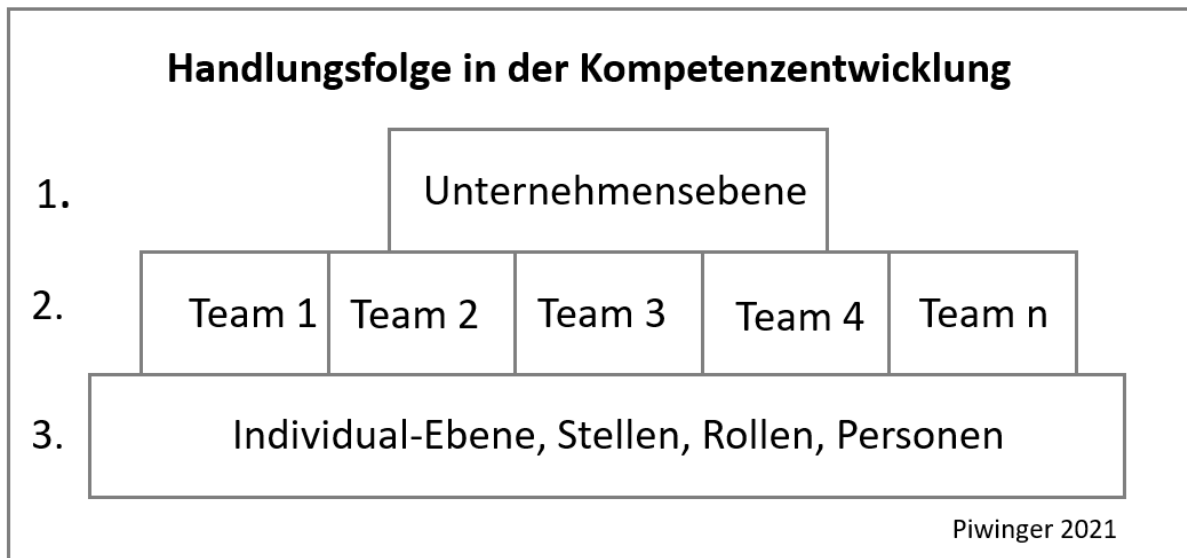 Handlungsfolge in der Kompetenzentwicklung
1. Unternehmensebene
2. Team 1 Team 2 Team 3 Team 4 Team n
3. Individual-Ebene, Stellen, Rollen, Personen
Piwinger 2021